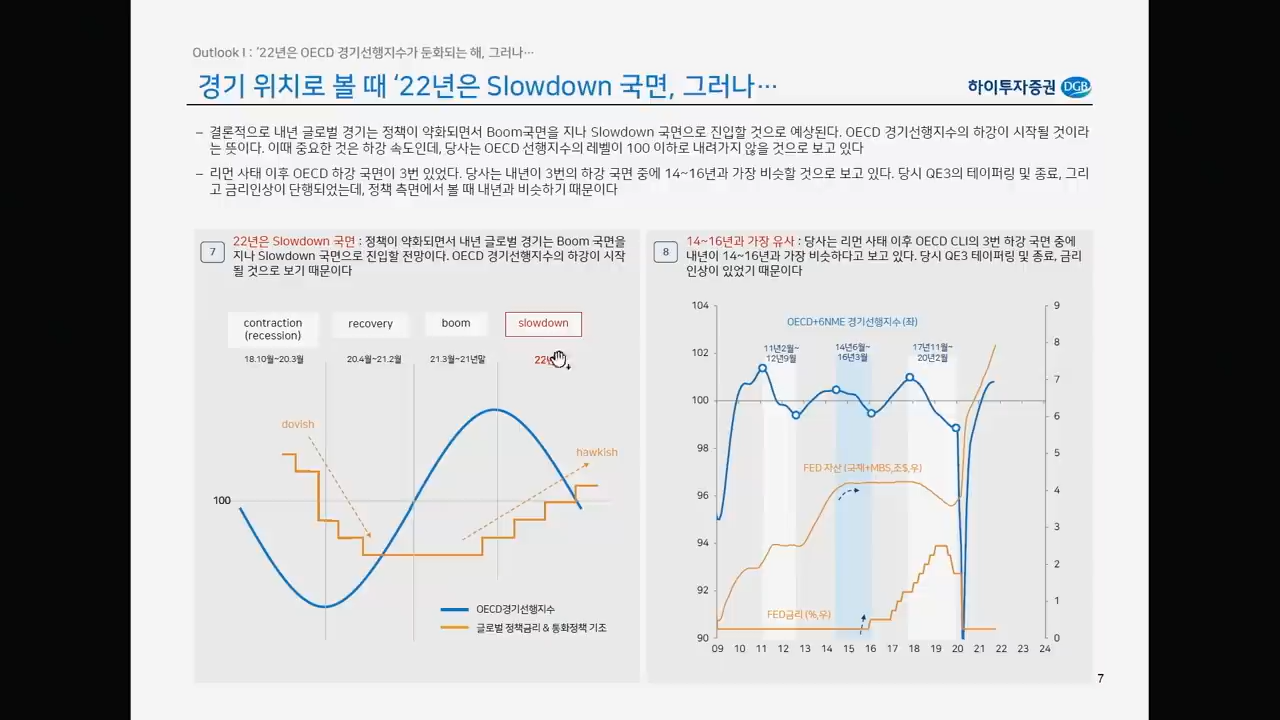 Outlook I : '22년은 OECD 경기선행지수가 둔화되는 해, 그러나…
경기 위치로 볼 때 '22년은 Slowdown 국면, 그러나…
하이투자증권 DGB
– 결론적으로 내년 글로벌 경기는 정책이 약화되면서 Boom국면을 지나 Slowdown 국면으로 진입할 것으로 예상된다. OECD 경기선행지수의 하강이 시작될 것이라
는 뜻이다. 이때 중요한 것은 하강 속도인데, 당사는 OECD 선행지수의 레벨이 100 이하로 내려가지 않을 것으로 보고 있다
– 리먼 사태 이후 OECD 하강 국면이 3번 있었다. 당사는 내년이 3번의 하강 국면 중에 14~16년과 가장 비슷할 것으로 보고 있다. 당시 QE3의 테이퍼링 및 종료, 그리
고 금리인상이 단행되었는데, 정책 측면에서 볼 때 내년과 비슷하기 때문이다
7
22년은 Slowdown 국면 : 정책이 약화되면서 내년 글로벌 경기는 Boom 국면을
지나 Slowdown 국면으로 진입할 전망이다. OECD 경기선행지수의 하강이 시작
될 것으로 보기 때문이다
contraction
(recession)
recovery
boom
slowdown
18.10월~20.3월
20.4월~21.2월
21.3월~21년말
dovish
hawkish
100
OECD경기선행지수
글로벌 정책금리 & 통화정책 기조
8
14~16년과 가장 유사 : 당사는 리먼 사태 이후 OECD CLI의 3번 하강 국면 중에
내년이 14~16년과 가장 비슷하다고 보고 있다. 당시 QE3 테이퍼링 및 종료, 금리
인상이 있었기 때문이다
OECD+6NME 경기선행지수 (좌)
11년2월~
12년9월
14년6월~
16년3월
17년11월~
20년2월
FED 자산 (국채+MBS,조$,우)
FED금리 (%,우)
104
102
100
98
96
94
92
90
9
8
7
6
5
4
3
2
1
0
09 10 11 12 13 14 15 16 17 18 19 20 21 22 23 24
7